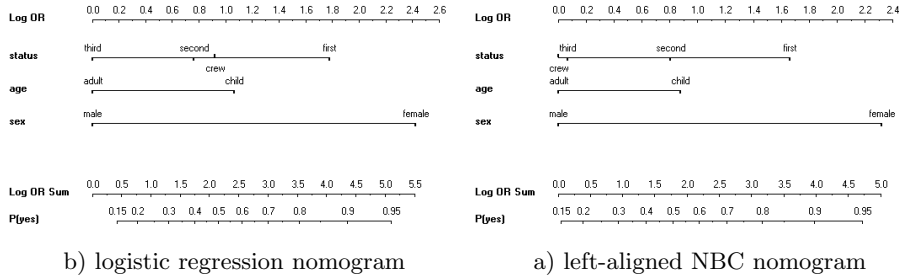 Log OR 0.0 0.2 0.4 0.6 0.8 1.0 1.2 1.4 1.6 1.8 2.0 2.2 2.4 2.6
status third second first
crew
age adult child
sex male female
Log OR Sum 0.0 0.5 1.0 1.5 2.0 2.5 3.0 3.5 4.0 4.5 5.0 5.5
P(yes) 0.15 0.2 0.3 0.4 0.5 0.6 0.7 0.8 0.9 0.95
b) logistic regression nomogram
Log OR 0.0 0.2 0.4 0.6 0.8 1.0 1.2 1.4 1.6 1.8 2.0 2.2 2.4
status third second first
crew
age adult child
sex male female
Log OR Sum 0.0 0.5 1.0 1.5 2.0 2.5 3.0 3.5 4.0 4.5 5.0
P(yes) 0.15 0.2 0.3 0.4 0.5 0.6 0.7 0.8 0.9 0.95
a) left-aligned NBC nomogram